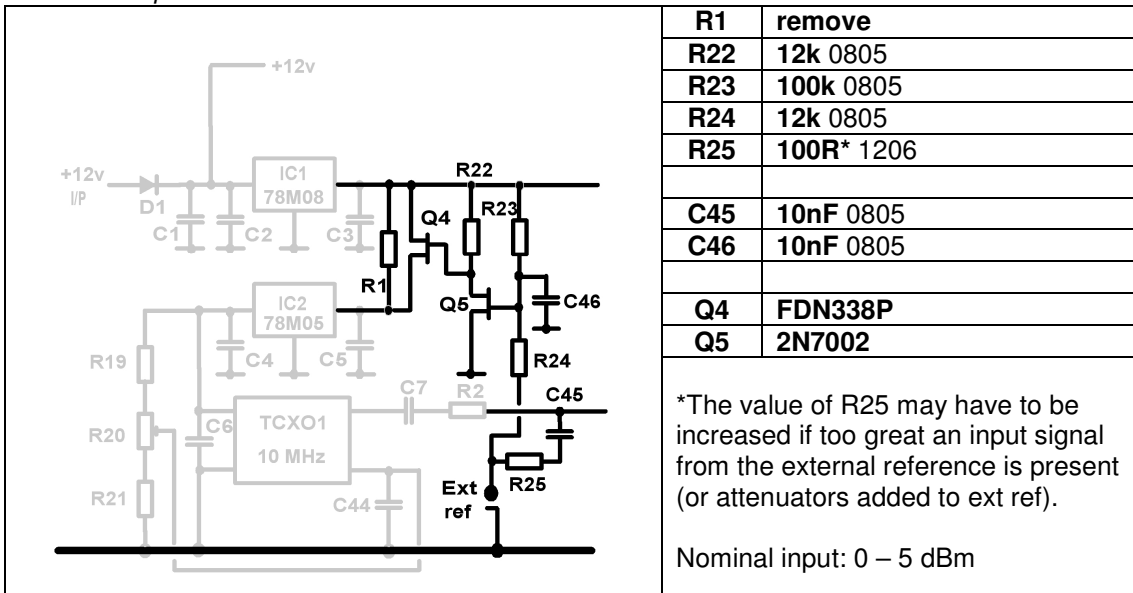 +12v
+12v
I/P
D1
C1
C2
IC1
78M08
C3
R22
Q4
R23
R1
Q5
C46
IC2
78M05
R19
C4
C5
R24
C7
R2
C45
R20
C6
TCXO1
10 MHz
R21
C44
Ext
ref
R25
R1 remove
R22 12k 0805
R23 100k 0805
R24 12k 0805
R25 100R* 1206
C45 10nF 0805
C46 10nF 0805
Q4 FDN338P
Q5 2N7002
*The value of R25 may have to be
increased if too great an input signal
from the external reference is present
(or attenuators added to ext ref).
Nominal input: 0 – 5 dBm